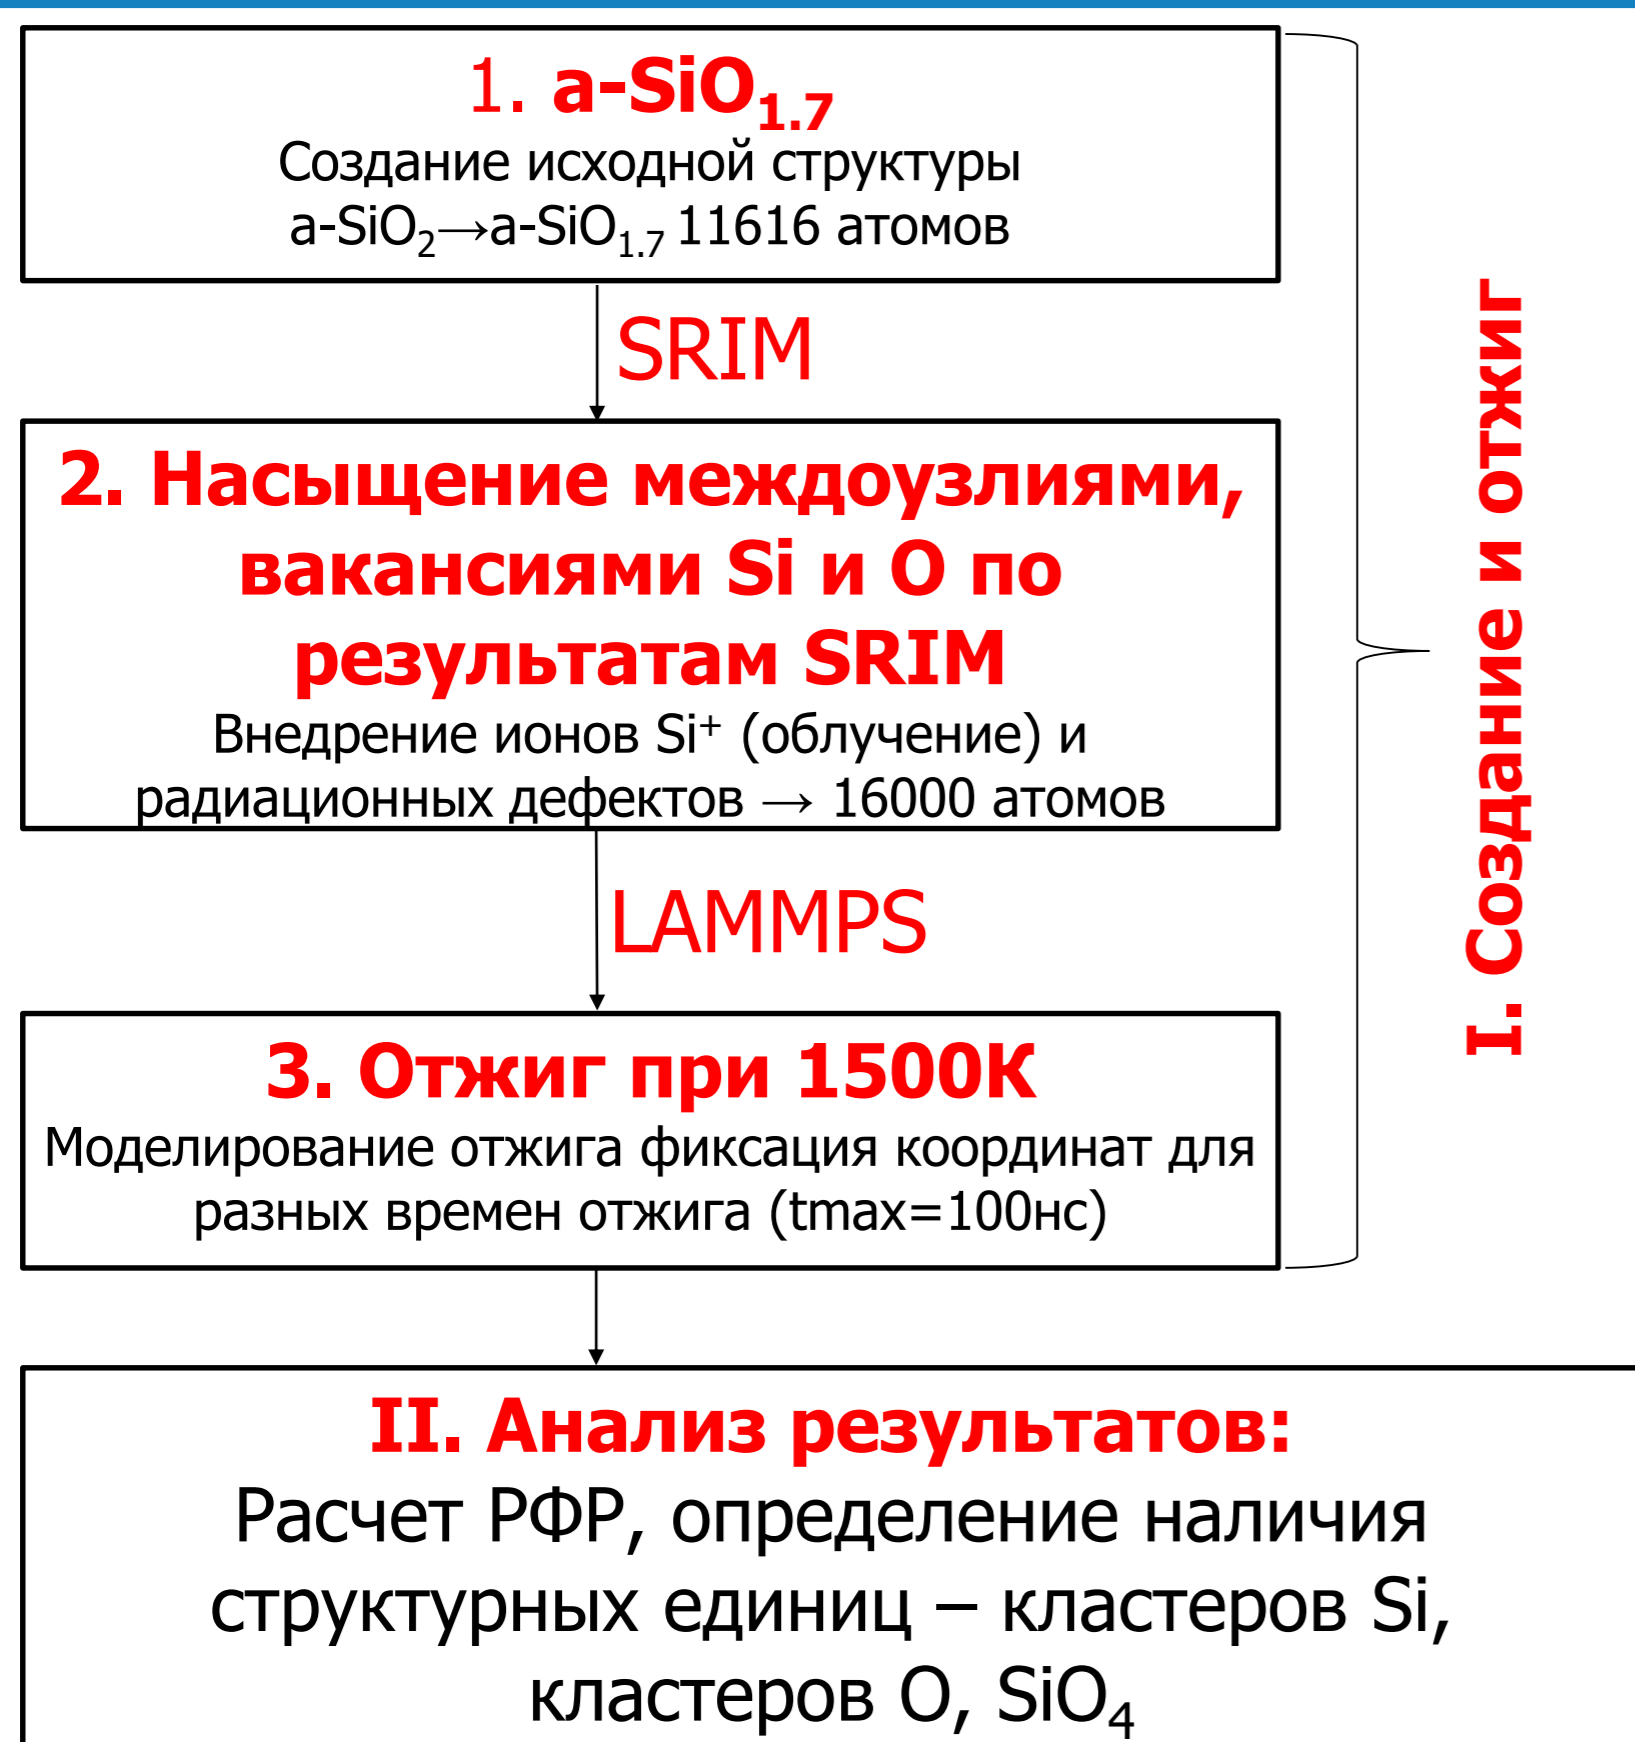 1. a-SiO₁.₇
Создание исходной структуры
a-SiO₂→a-SiO₁.₇ 11616 атомов
SRIM
2. Насыщение междоузлиями,
вакансиями Si и O по
результатам SRIM
Внедрение ионов Si⁺ (облучение) и
радиационных дефектов → 16000 атомов
LAMMPS
3. Отжиг при 1500К
Моделирование отжига фиксация координат для
разных времен отжига (tmax=100нс)
I. Создание и отжиг
II. Анализ результатов:
Расчет РФР, определение наличия
структурных единиц – кластеров Si,
кластеров O, SiO₄